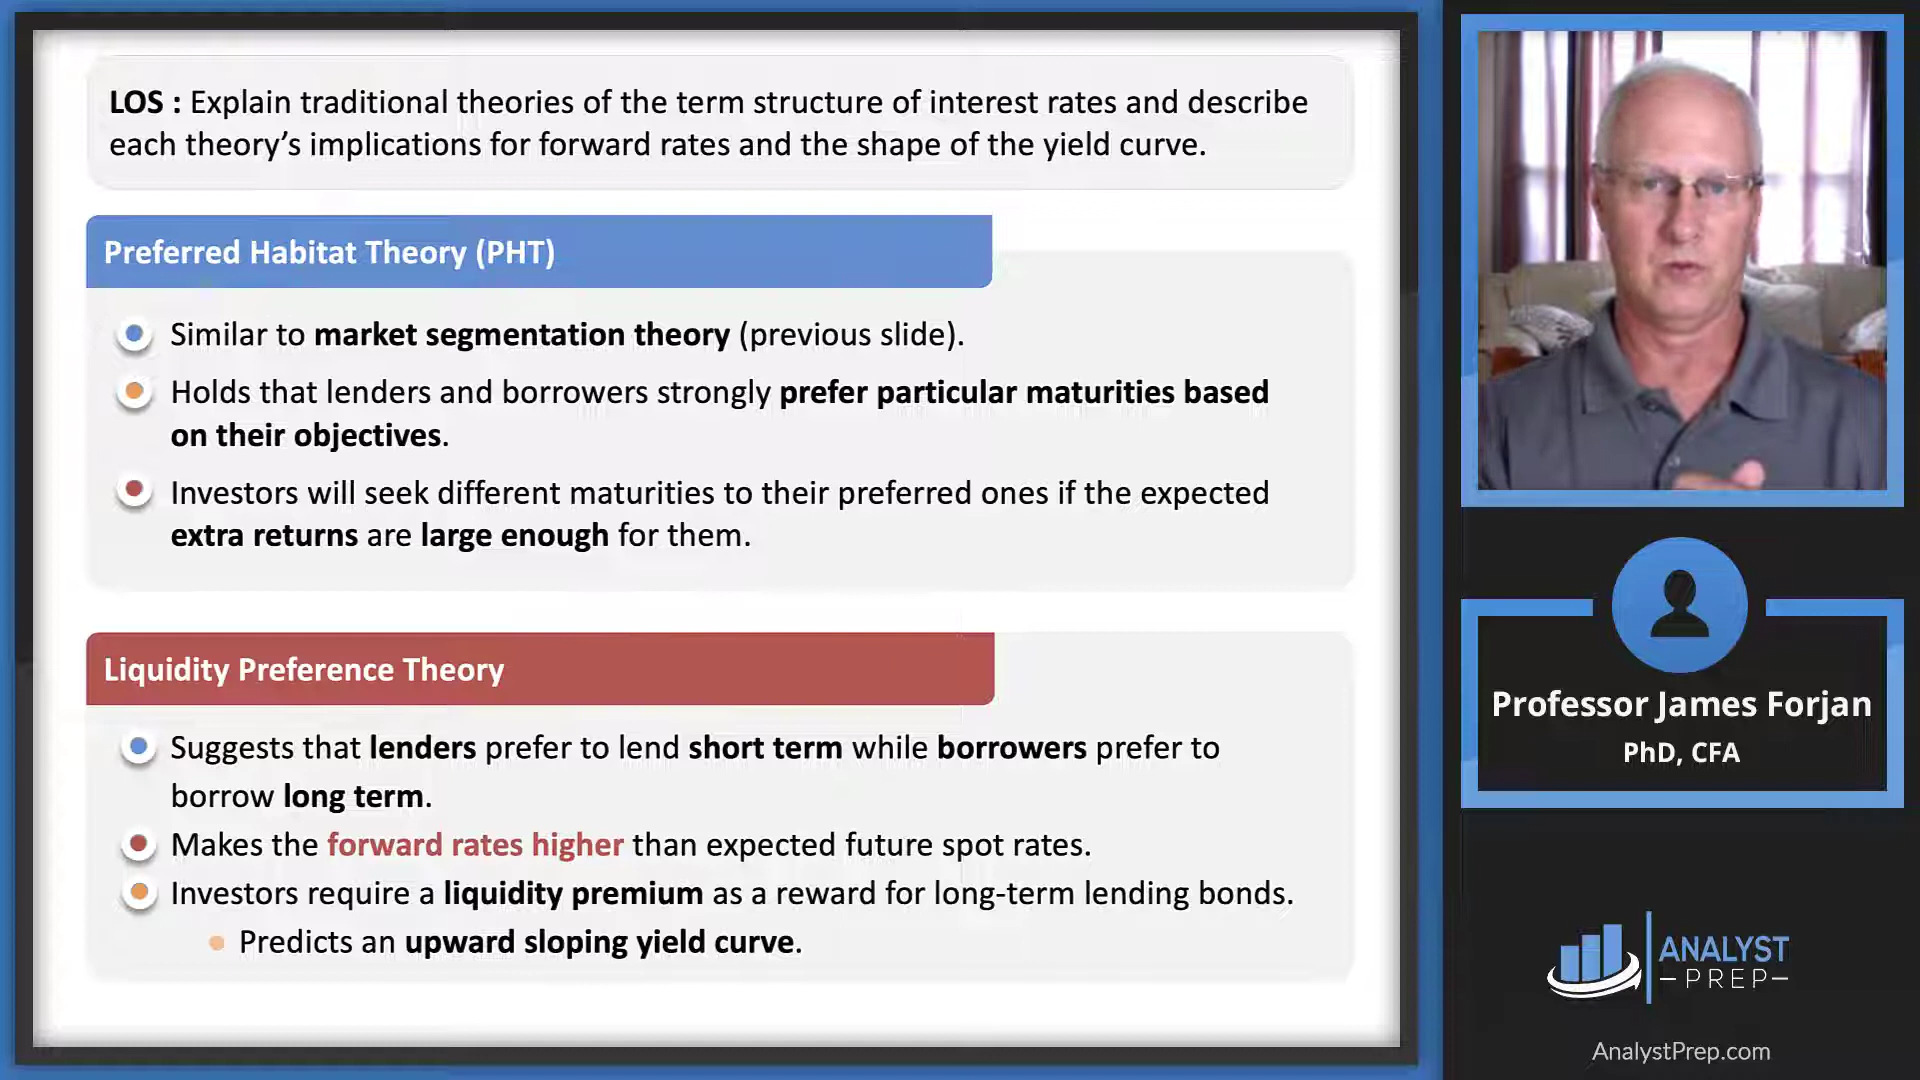 LOS : Explain traditional theories of the term structure of interest rates and describe
each theory’s implications for forward rates and the shape of the yield curve.
Preferred Habitat Theory (PHT)
Similar to market segmentation theory (previous slide).
Holds that lenders and borrowers strongly prefer particular maturities based
on their objectives.
Investors will seek different maturities to their preferred ones if the expected
extra returns are large enough for them.
Liquidity Preference Theory
Suggests that lenders prefer to lend short term while borrowers prefer to
borrow long term.
Makes the forward rates higher than expected future spot rates.
Investors require a liquidity premium as a reward for long-term lending bonds.
Predicts an upward sloping yield curve.
Professor James Forjan
PhD, CFA
ANALYST
PREP
AnalystPrep.com